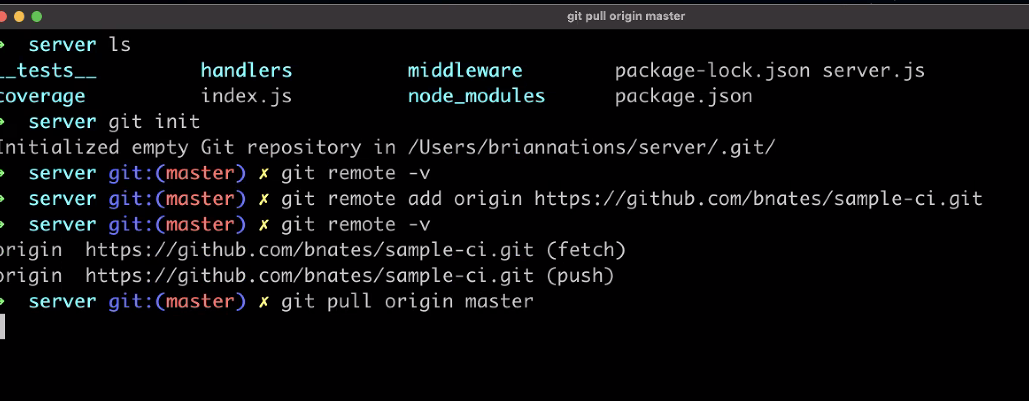 git pull origin master
server ls
__tests__ handlers middleware package-lock.json server.js
coverage index.js node_modules package.json
server git init
Initialized empty Git repository in /Users/briannations/server/.git/
server git:(master) ✗ git remote -v
server git:(master) ✗ git remote add origin https://github.com/bnates/sample-ci.git
server git:(master) ✗ git remote -v
origin https://github.com/bnates/sample-ci.git (fetch)
origin https://github.com/bnates/sample-ci.git (push)
server git:(master) ✗ git pull origin master